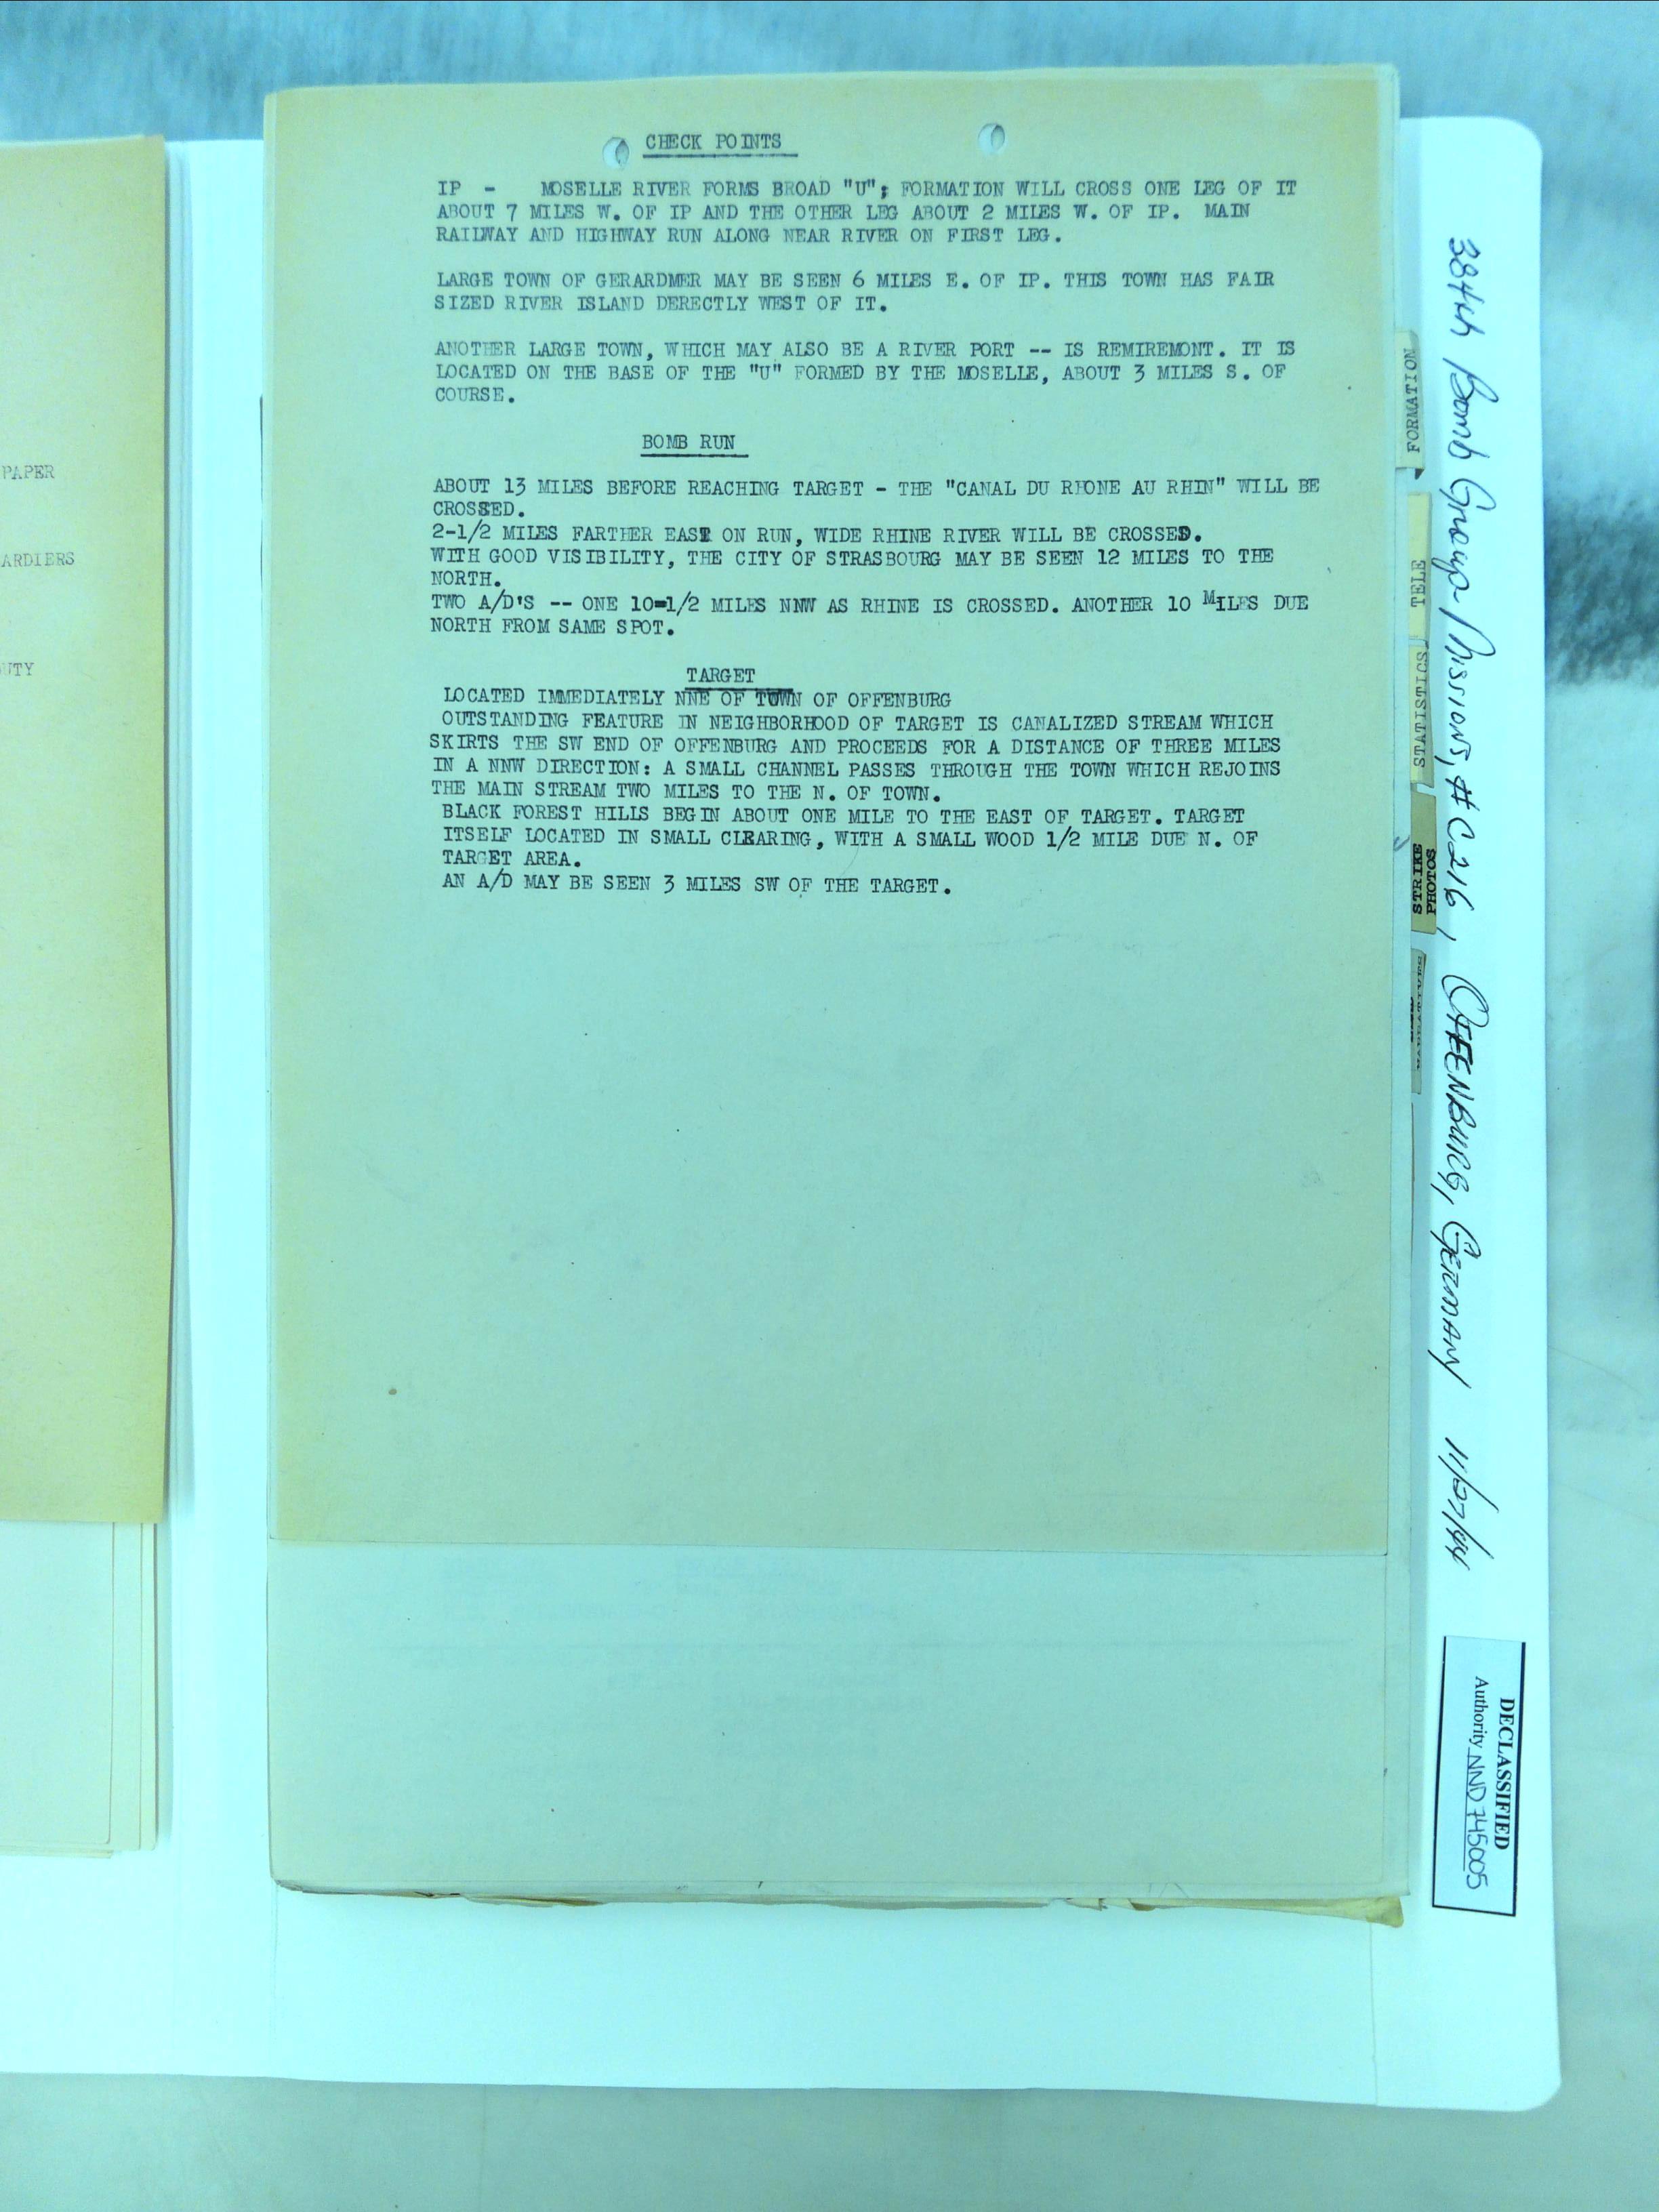 CHECK POINTS
IP - MOSELLE RIVER FORMS BROAD "U"; FORMATION WILL CROSS ONE LEG OF IT
ABOUT 7 MILES W. OF IP AND THE OTHER LEG ABOUT 2 MILES W. OF IP. MAIN
RAILWAY AND HIGHWAY RUN ALONG NEAR RIVER ON FIRST LEG.
LARGE TOWN OF GERARDMER MAY BE SEEN 6 MILES E. OF IP. THIS TOWN HAS FAIR
SIZED RIVER ISLAND DERECTLY WEST OF IT.
ANOTHER LARGE TOWN, WHICH MAY ALSO BE A RIVER PORT -- IS REMIREMONT. IT IS
LOCATED ON THE BASE OF THE "U" FORMED BY THE MOSELLE, ABOUT 3 MILES S. OF
COURSE.
BOMB RUN
ABOUT 13 MILES BEFORE REACHING TARGET - THE "CANAL DU RHONE AU RHIN" WILL BE
CROSSED.
2-1/2 MILES FARTHER EAST ON RUN, WIDE RHINE RIVER WILL BE CROSSED.
WITH GOOD VISIBILITY, THE CITY OF STRASBOURG MAY BE SEEN 12 MILES TO THE
NORTH.
TWO A/D'S -- ONE 10-1/2 MILES NNW AS RHINE IS CROSSED. ANOTHER 10 MILES DUE
NORTH FROM SAME SPOT.
TARGET
LOCATED IMMEDIATELY NNE OF TOWN OF OFFENBURG
OUTSTANDING FEATURE IN NEIGHBORHOOD OF TARGET IS CANALIZED STREAM WHICH
SKIRTS THE SW END OF OFFENBURG AND PROCEEDS FOR A DISTANCE OF THREE MILES
IN A NNW DIRECTION: A SMALL CHANNEL PASSES THROUGH THE TOWN WHICH REJOINS
THE MAIN STREAM TWO MILES TO THE N. OF TOWN.
BLACK FOREST HILLS BEGIN ABOUT ONE MILE TO THE EAST OF TARGET. TARGET
ITSELF LOCATED IN SMALL CLEARING, WITH A SMALL WOOD 1/2 MILE DUE N. OF
TARGET AREA.
AN A/D MAY BE SEEN 3 MILES SW OF THE TARGET.
PAPER
ARDIERS
UTY
FORMATION
TELE
STATISTICS
STRIKE
PHOTOS
384th Bomb Group Missions, #C216, OFFENBURG, GERMANY 11/27/44
DECLASSIFIED
Authority NND 745005